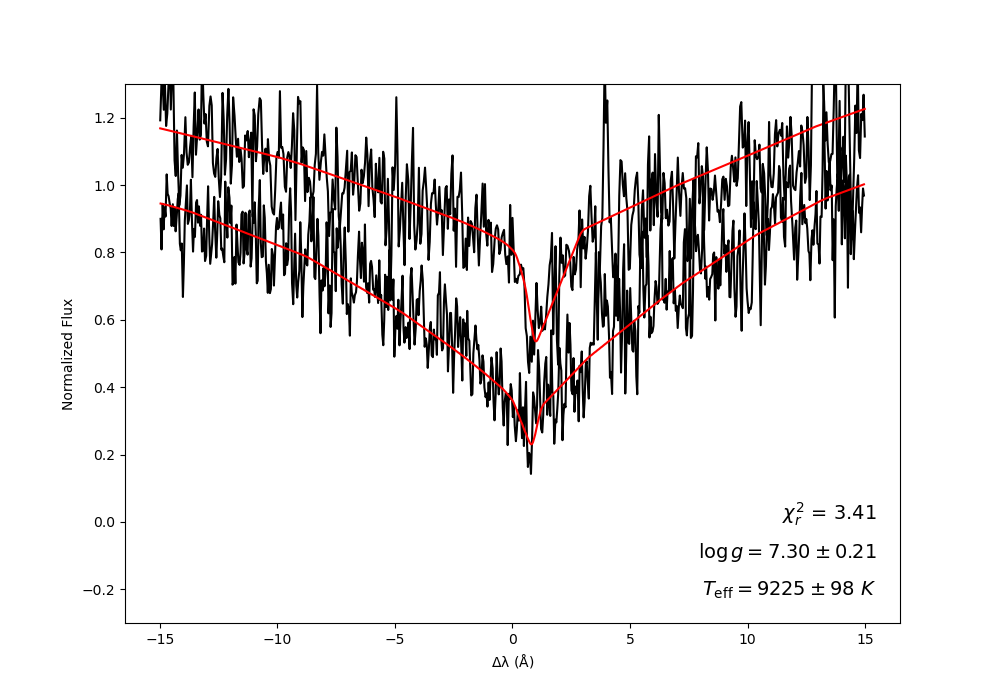 1.2
1.0
0.8
0.6
0.4
0.2
0.0
−0.2
Normalized Flux
χ²ᵣ = 3.41
log g = 7.30 ± 0.21
T_eff = 9225 ± 98 K
−15 −10 −5 0 5 10 15
Δλ (Å)